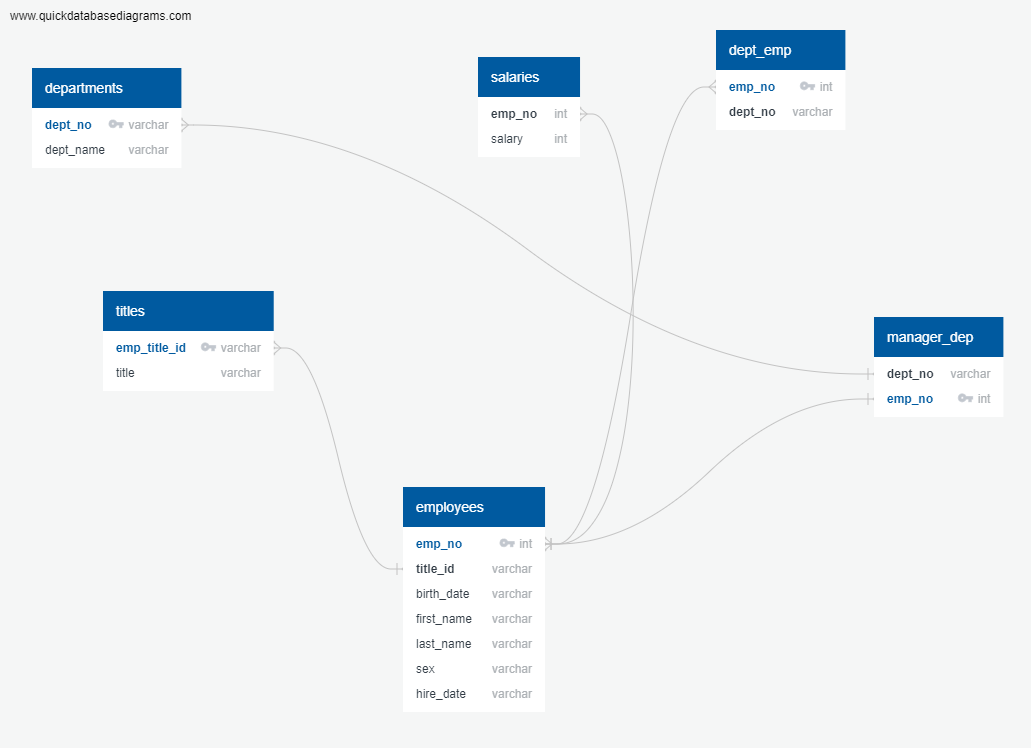 www.quickdatabasediagrams.com
departments
dept_no varchar
dept_name varchar
salaries
emp_no int
salary int
dept_emp
emp_no int
dept_no varchar
titles
emp_title_id varchar
title varchar
manager_dep
dept_no varchar
emp_no int
employees
emp_no int
title_id varchar
birth_date varchar
first_name varchar
last_name varchar
sex varchar
hire_date varchar